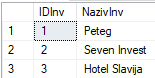 IDInv NazivInv
1 1 Peteg
2 2 Seven Invest
3 3 Hotel Slavija